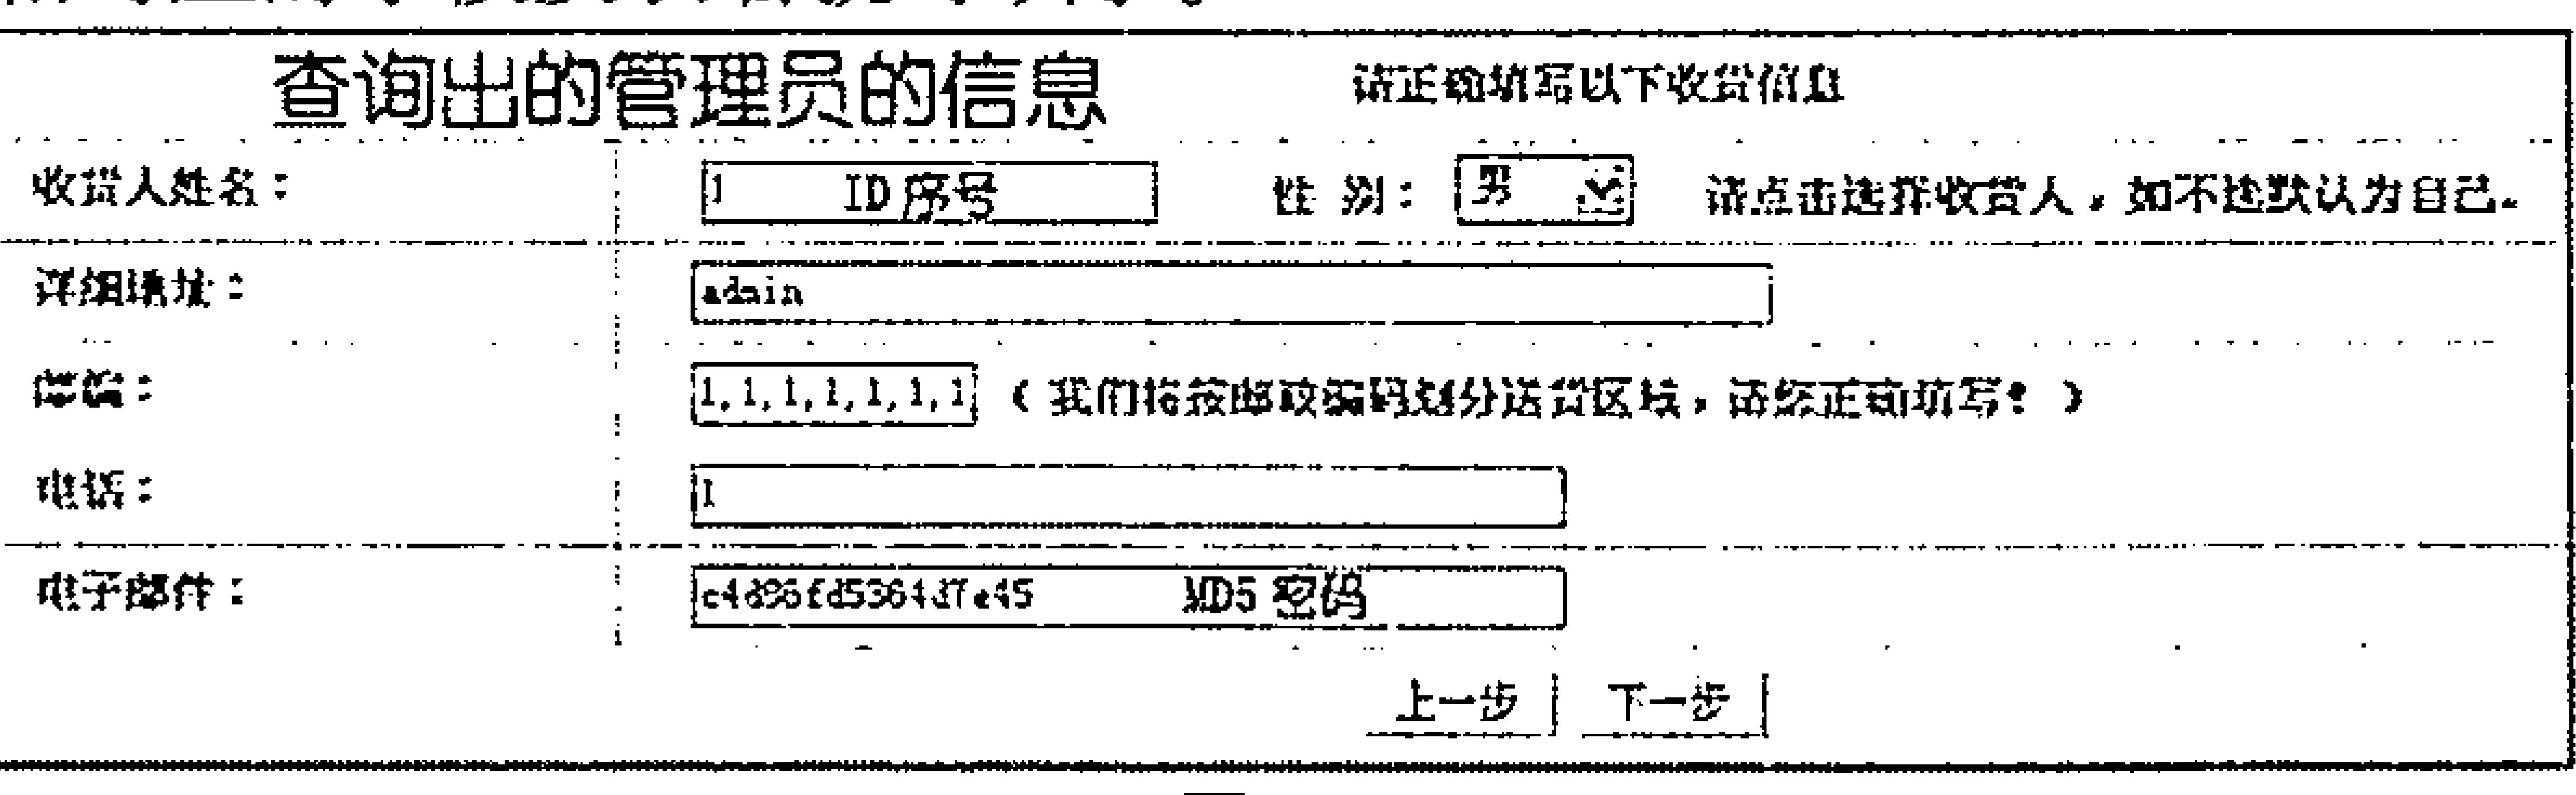 查询出的管理员的信息 请正确填写以下收货信息
收货人姓名： 1 ID序号 性 别： 男 请点击选择收货人，如不选默认为自己。
详细地址： admin
邮编： 1,1,1,1,1,1,1 （我们将按邮政编码划分送货区域，请您正确填写！）
电话： 1
电子邮件： MD5 密码
上一步 下一步